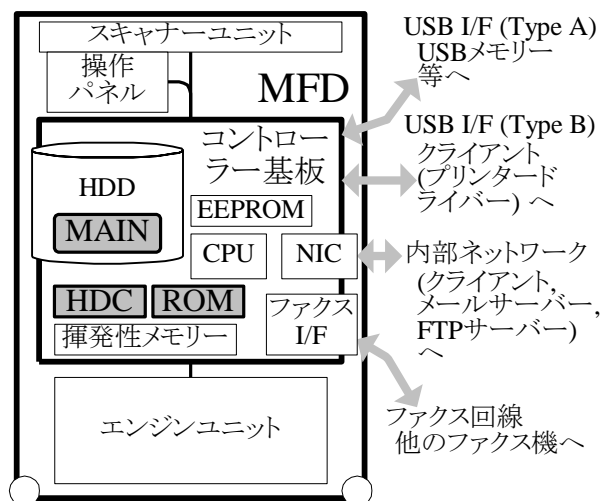 スキャナーユニット
操作
パネル
MFD
コントロー
ラー基板
HDD
MAIN
EEPROM
CPU
NIC
HDC
ROM
揮発性メモリー
ファクス
I/F
エンジンユニット
USB I/F (Type A)
USBメモリー
等へ
USB I/F (Type B)
クライアント
(プリンタード
ライバー) へ
内部ネットワーク
(クライアント,
メールサーバー,
FTPサーバー)
へ
ファクス回線
他のファクス機へ